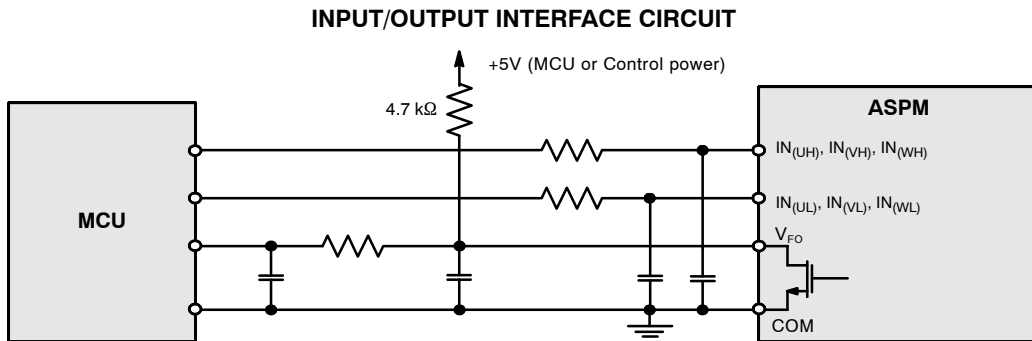 INPUT/OUTPUT INTERFACE CIRCUIT
+5V (MCU or Control power)
4.7 kΩ
ASPM
IN(UH), IN(VH), IN(WH)
IN(UL), IN(VL), IN(WL)
MCU
VFO
COM